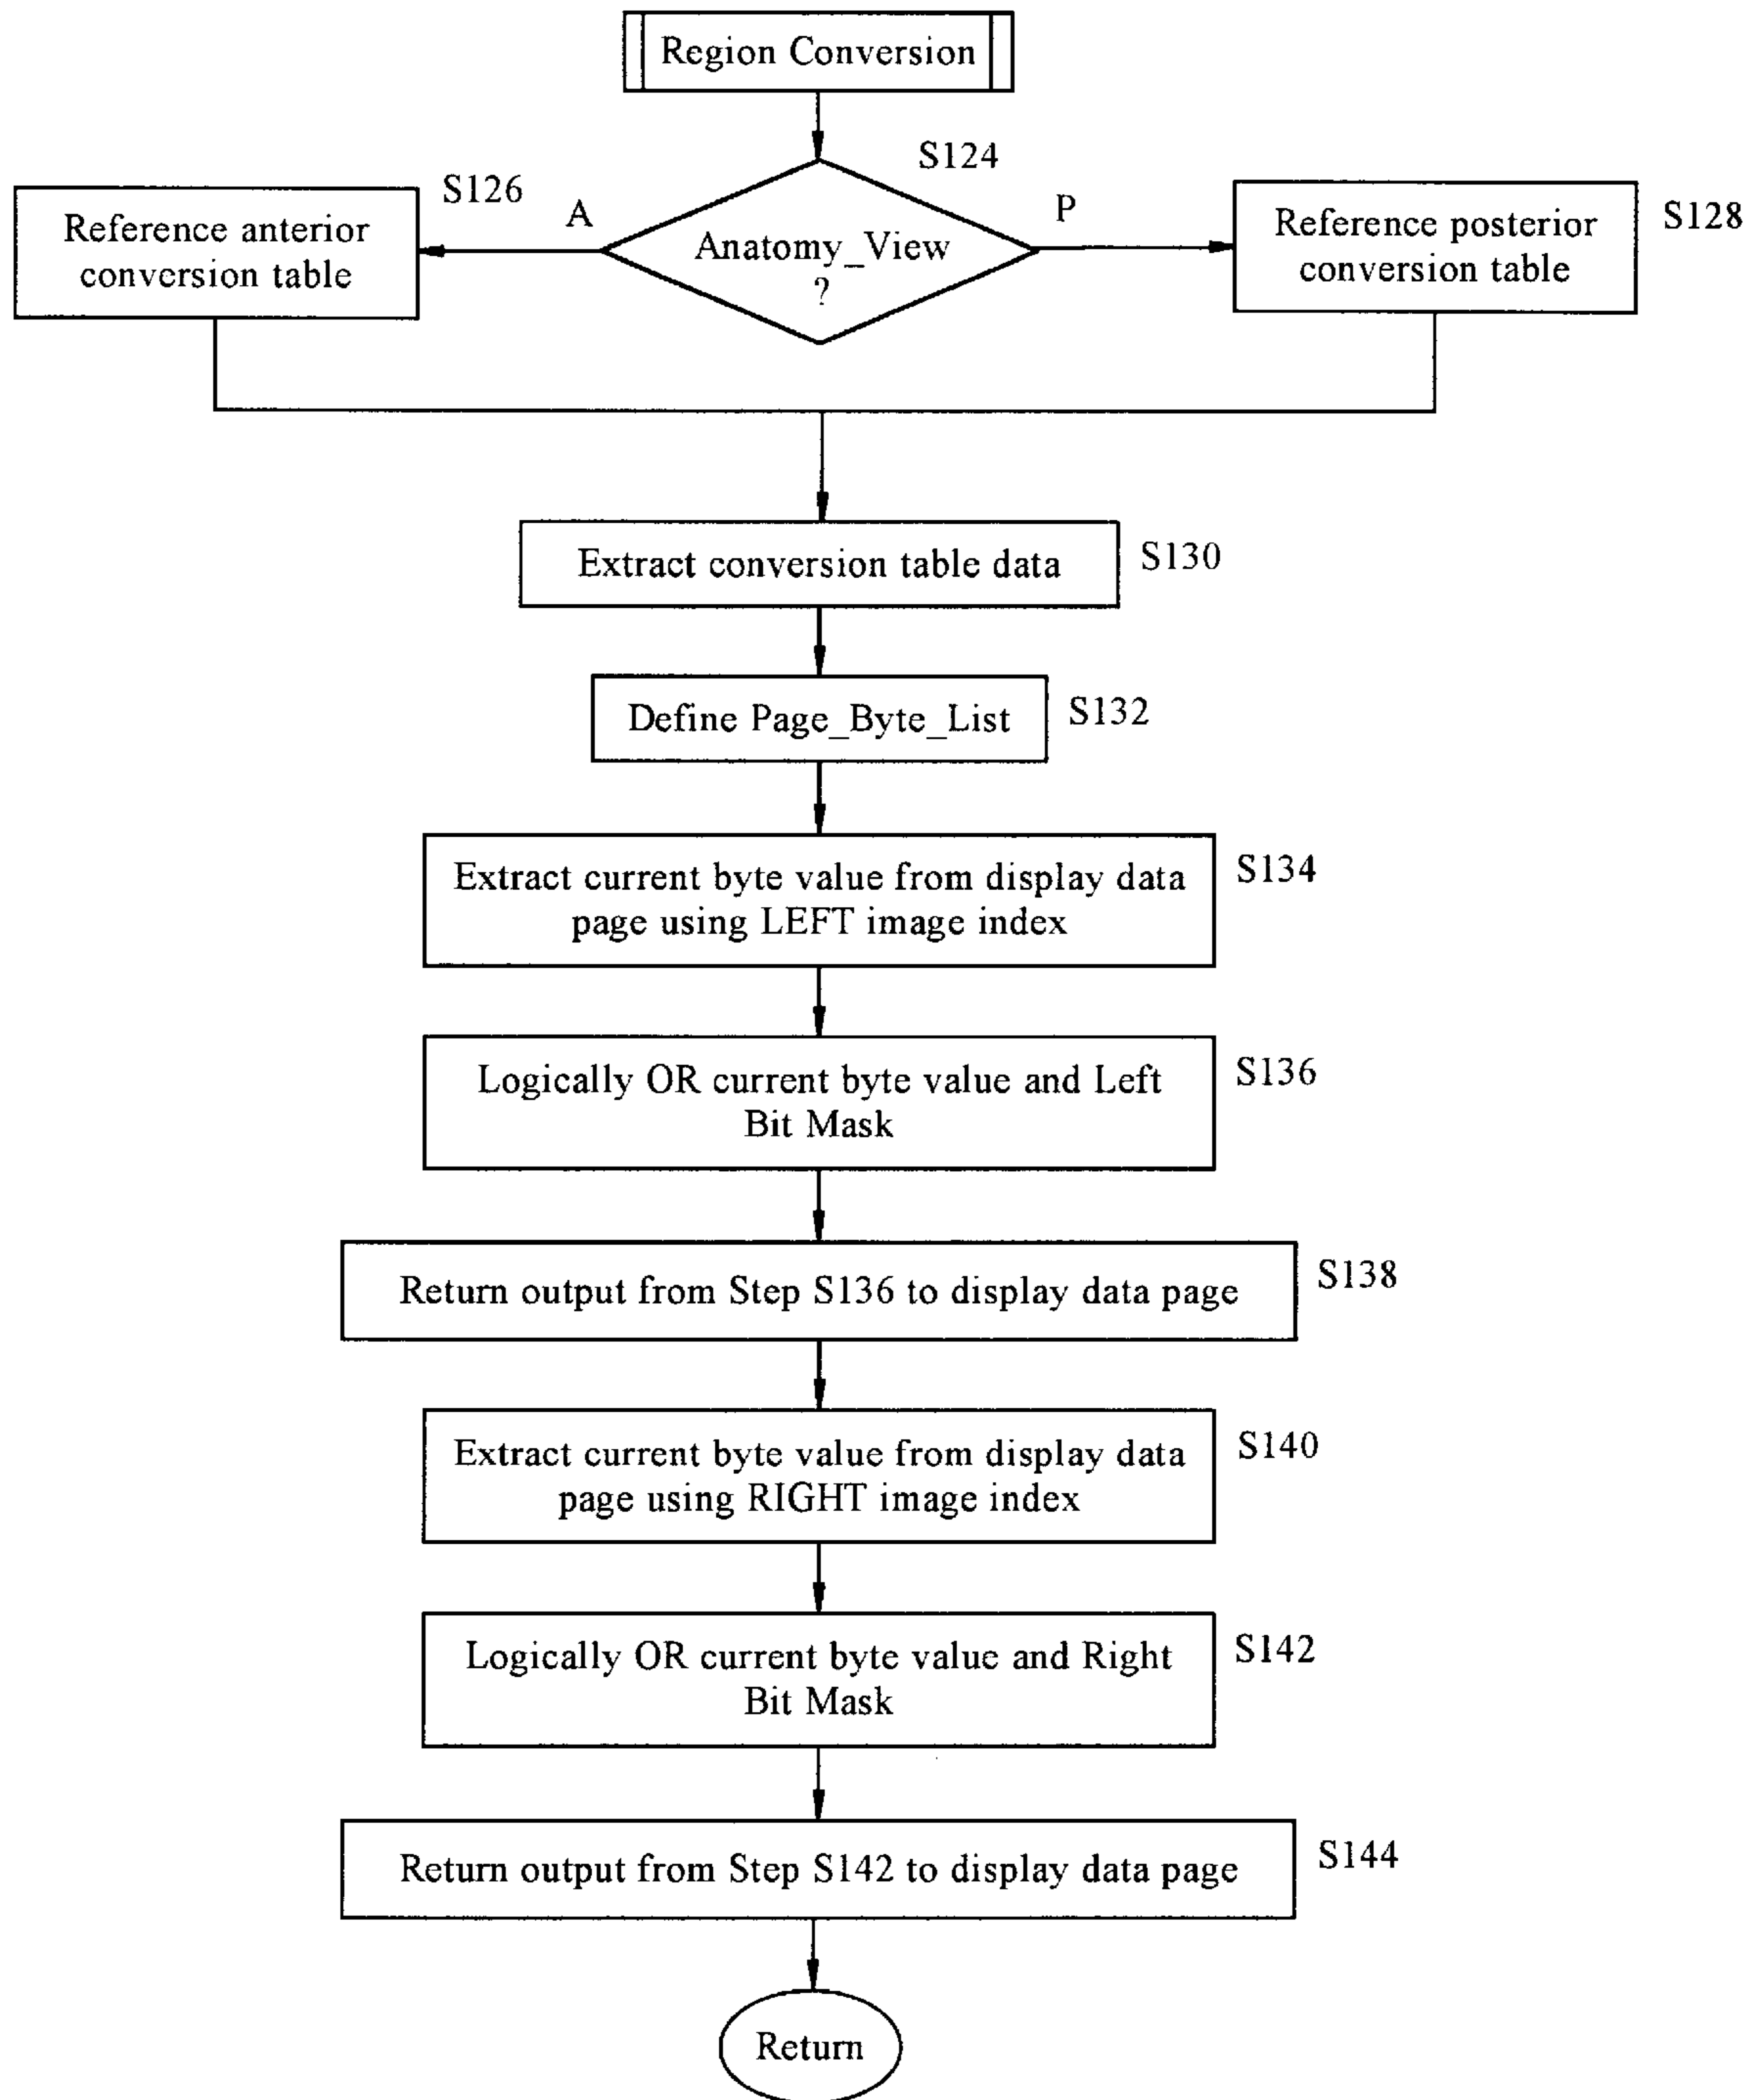 Region Conversion
S124
S126
A
P
S128
Reference anterior
conversion table
Anatomy_View
?
Reference posterior
conversion table
Extract conversion table data
S130
Define Page_Byte_List
S132
Extract current byte value from display data
page using LEFT image index
S134
Logically OR current byte value and Left
Bit Mask
S136
Return output from Step S136 to display data page
S138
Extract current byte value from display data
page using RIGHT image index
S140
Logically OR current byte value and Right
Bit Mask
S142
Return output from Step S142 to display data page
S144
Return